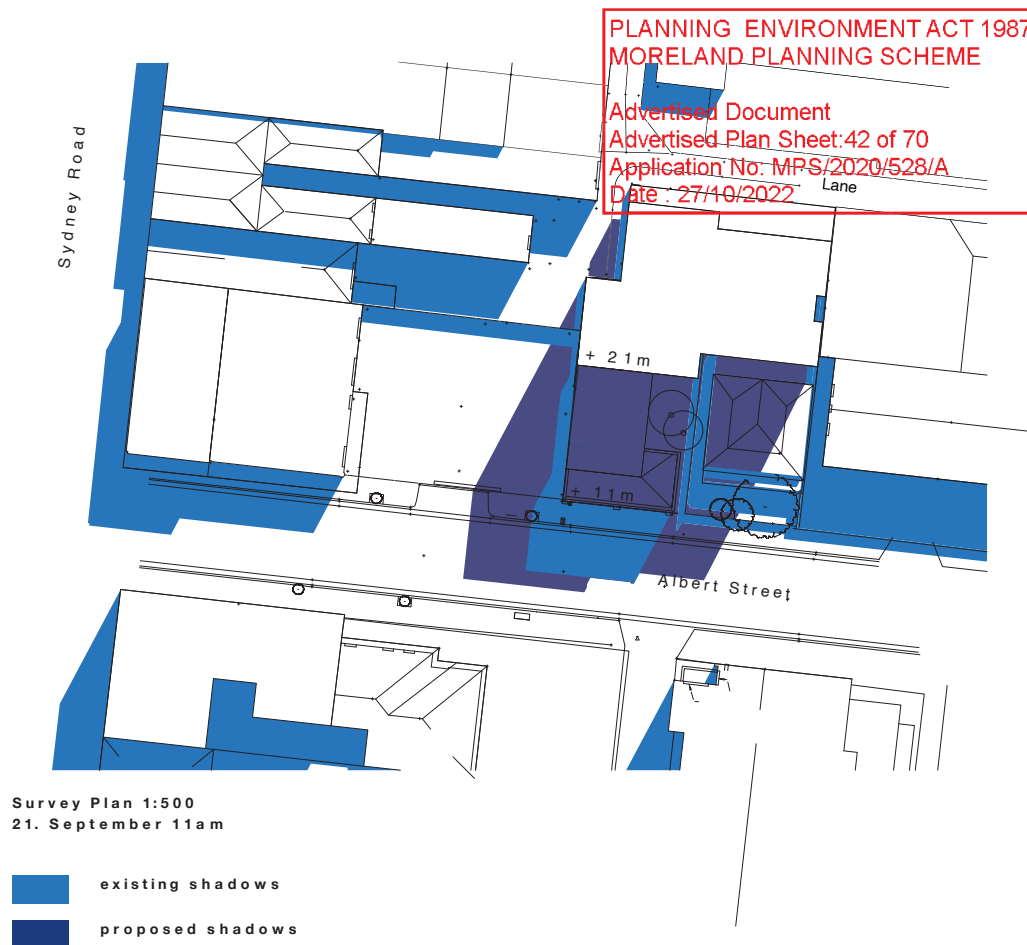 PLANNING ENVIRONMENT ACT 1987
MORELAND PLANNING SCHEME
Advertised Document
Advertised Plan Sheet:42 of 70
Application No: MPS/2020/528/A
Date : 27/10/2022
Lane
Sydney Road
+ 21m
+ 11m
Albert Street
Survey Plan 1:500
21. September 11am
existing shadows
proposed shadows